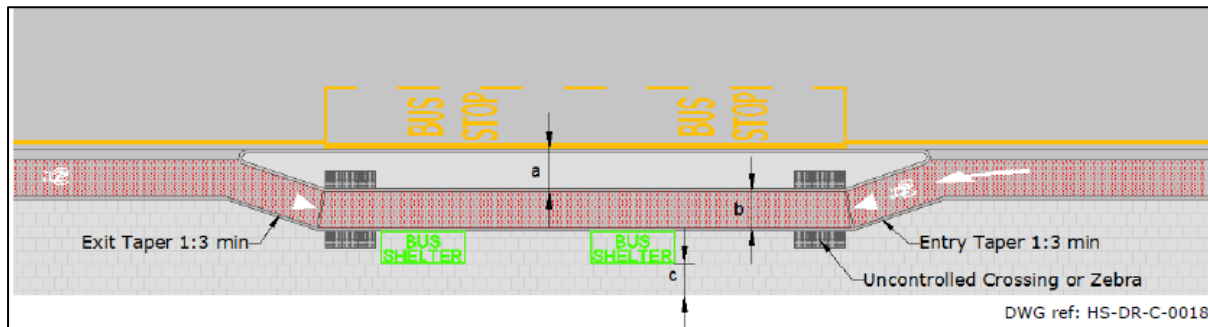 BUS STOP BUS STOP
a
b
Exit Taper 1:3 min
BUS SHELTER
BUS SHELTER
Entry Taper 1:3 min
c
Uncontrolled Crossing or Zebra
DWG ref: HS-DR-C-0018